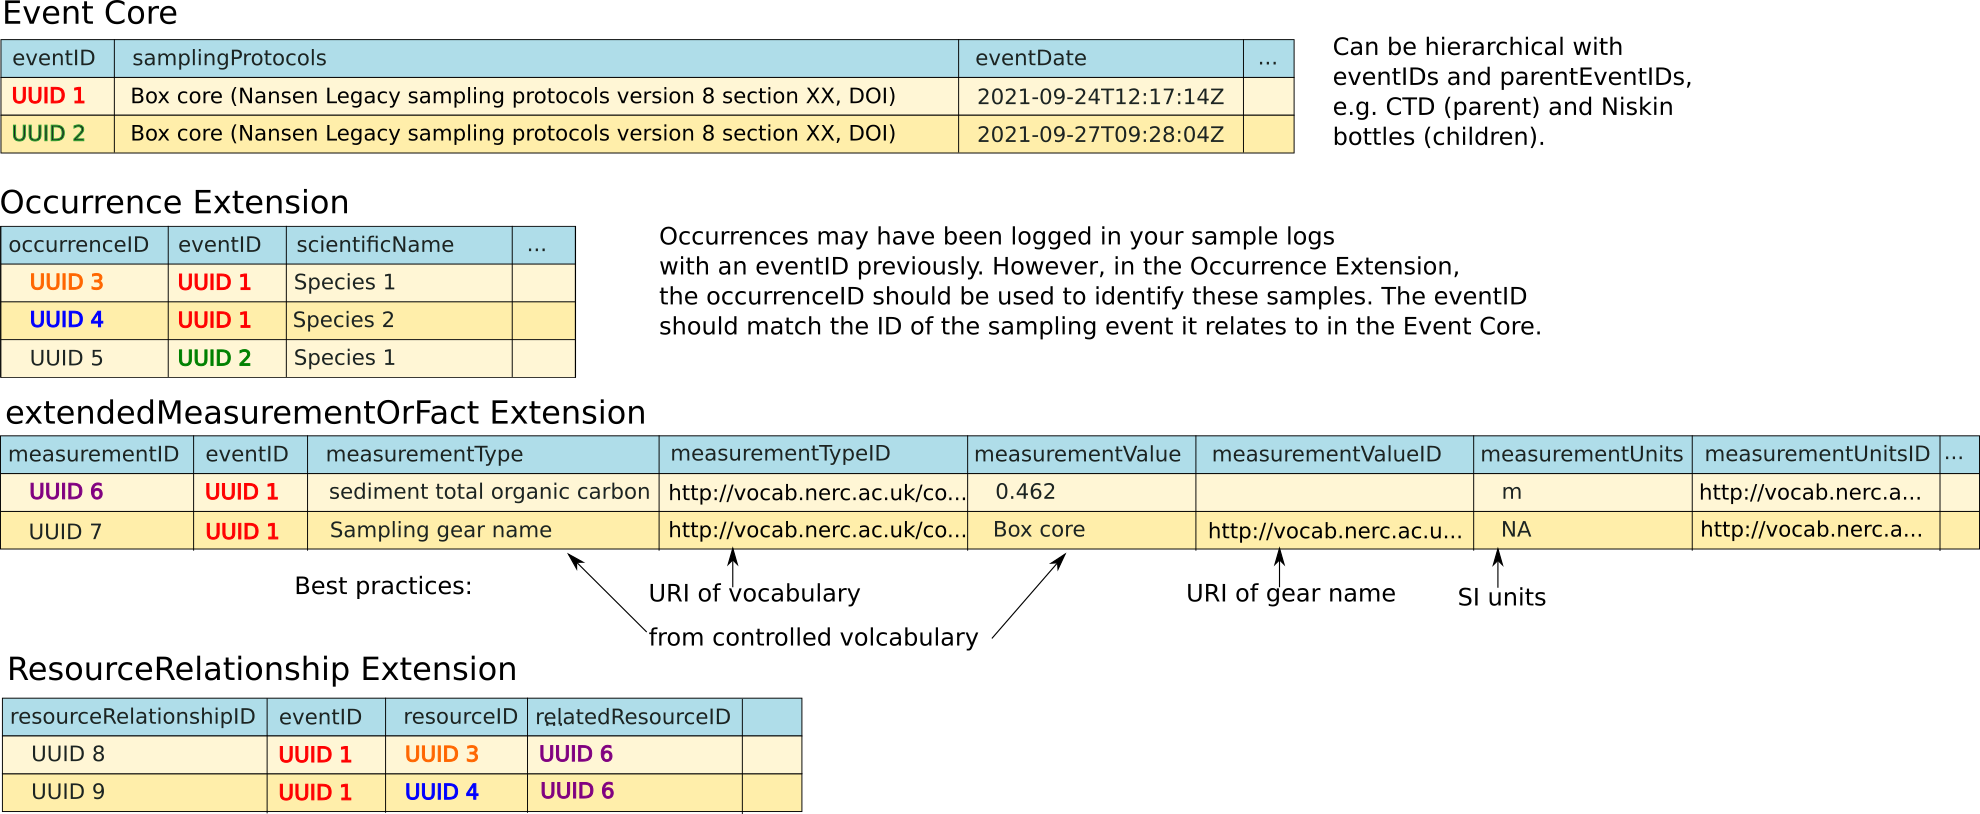 Event Core
eventID samplingProtocols eventDate ...
UUID 1 Box core (Nansen Legacy sampling protocols version 8 section XX, DOI) 2021-09-24T12:17:14Z
UUID 2 Box core (Nansen Legacy sampling protocols version 8 section XX, DOI) 2021-09-27T09:28:04Z
Can be hierarchical with
eventIDs and parentEventIDs,
e.g. CTD (parent) and Niskin
bottles (children).
Occurrence Extension
occurrenceID eventID scientificName ...
UUID 3 UUID 1 Species 1
UUID 4 UUID 1 Species 2
UUID 5 UUID 2 Species 1
Occurrences may have been logged in your sample logs
with an eventID previously. However, in the Occurrence Extension,
the occurrenceID should be used to identify these samples. The eventID
should match the ID of the sampling event it relates to in the Event Core.
extendedMeasurementOrFact Extension
measurementID eventID measurementType measurementTypeID measurementValue measurementValueID measurementUnits measurementUnitsID ...
UUID 6 UUID 1 sediment total organic carbon http://vocab.nerc.ac.uk/co... 0.462 m http://vocab.nerc.a...
UUID 7 UUID 1 Sampling gear name http://vocab.nerc.ac.uk/co... Box core http://vocab.nerc.ac.u... NA http://vocab.nerc.a...
Best practices: URI of vocabulary URI of gear name SI units
from controlled volcabulary
ResourceRelationship Extension
resourceRelationshipID eventID resourceID relatedResourceID
...
UUID 8 UUID 1 UUID 3 UUID 6
UUID 9 UUID 1 UUID 4 UUID 6